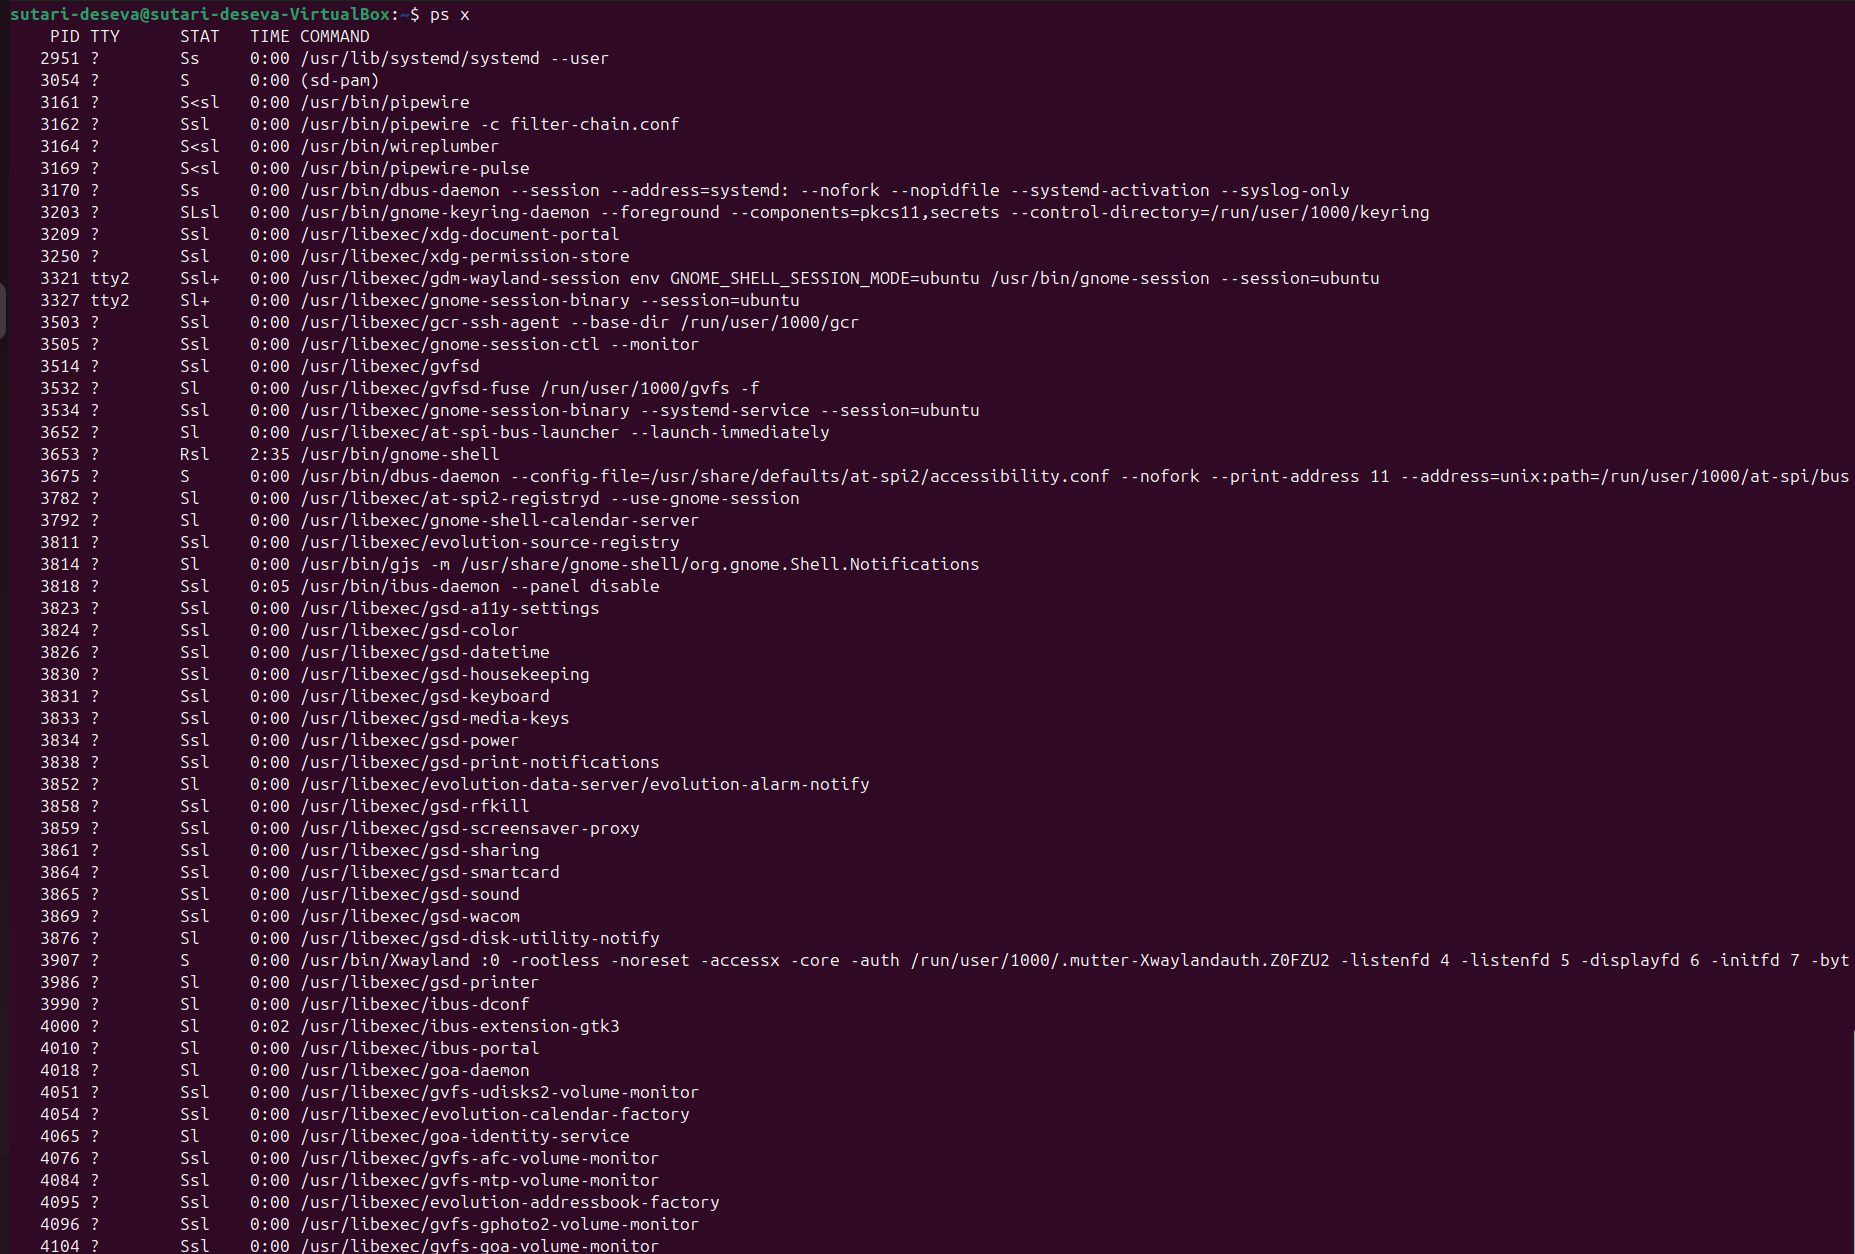 sutari-deseva@sutari-deseva-VirtualBox:~$ ps x
PID TTY STAT TIME COMMAND
2951 ? Ss 0:00 /usr/lib/systemd/systemd --user
3054 ? S 0:00 (sd-pam)
3161 ? S<sl 0:00 /usr/bin/pipewire
3162 ? Ssl 0:00 /usr/bin/pipewire -c filter-chain.conf
3164 ? S<sl 0:00 /usr/bin/wireplumber
3169 ? S<sl 0:00 /usr/bin/pipewire-pulse
3170 ? Ss 0:00 /usr/bin/dbus-daemon --session --address=systemd: --nofork --nopidfile --systemd-activation --syslog-only
3203 ? SLsl 0:00 /usr/bin/gnome-keyring-daemon --foreground --components=pkcs11,secrets --control-directory=/run/user/1000/keyring
3209 ? Ssl 0:00 /usr/libexec/xdg-document-portal
3250 ? Ssl 0:00 /usr/libexec/xdg-permission-store
3321 tty2 Ssl+ 0:00 /usr/libexec/gdm-wayland-session env GNOME_SHELL_SESSION_MODE=ubuntu /usr/bin/gnome-session --session=ubuntu
3327 tty2 Sl+ 0:00 /usr/libexec/gnome-session-binary --session=ubuntu
3503 ? Ssl 0:00 /usr/libexec/gcr-ssh-agent --base-dir /run/user/1000/gcr
3505 ? Ssl 0:00 /usr/libexec/gnome-session-ctl --monitor
3514 ? Ssl 0:00 /usr/libexec/gvfsd
3532 ? Sl 0:00 /usr/libexec/gvfsd-fuse /run/user/1000/gvfs -f
3534 ? Ssl 0:00 /usr/libexec/gnome-session-binary --systemd-service --session=ubuntu
3652 ? Sl 0:00 /usr/libexec/at-spi-bus-launcher --launch-immediately
3653 ? Rsl 2:35 /usr/bin/gnome-shell
3675 ? S 0:00 /usr/bin/dbus-daemon --config-file=/usr/share/defaults/at-spi2/accessibility.conf --nofork --print-address 11 --address=unix:path=/run/user/1000/at-spi/bus
3782 ? Sl 0:00 /usr/libexec/at-spi2-registryd --use-gnome-session
3792 ? Sl 0:00 /usr/libexec/gnome-shell-calendar-server
3811 ? Ssl 0:00 /usr/libexec/evolution-source-registry
3814 ? Sl 0:00 /usr/bin/gjs -m /usr/share/gnome-shell/org.gnome.Shell.Notifications
3818 ? Ssl 0:05 /usr/bin/ibus-daemon --panel disable
3823 ? Ssl 0:00 /usr/libexec/gsd-a11y-settings
3824 ? Ssl 0:00 /usr/libexec/gsd-color
3826 ? Ssl 0:00 /usr/libexec/gsd-datetime
3830 ? Ssl 0:00 /usr/libexec/gsd-housekeeping
3831 ? Ssl 0:00 /usr/libexec/gsd-keyboard
3833 ? Ssl 0:00 /usr/libexec/gsd-media-keys
3834 ? Ssl 0:00 /usr/libexec/gsd-power
3838 ? Ssl 0:00 /usr/libexec/gsd-print-notifications
3852 ? Sl 0:00 /usr/libexec/evolution-data-server/evolution-alarm-notify
3858 ? Ssl 0:00 /usr/libexec/gsd-rfkill
3859 ? Ssl 0:00 /usr/libexec/gsd-screensaver-proxy
3861 ? Ssl 0:00 /usr/libexec/gsd-sharing
3864 ? Ssl 0:00 /usr/libexec/gsd-smartcard
3865 ? Ssl 0:00 /usr/libexec/gsd-sound
3869 ? Ssl 0:00 /usr/libexec/gsd-wacom
3876 ? Sl 0:00 /usr/libexec/gsd-disk-utility-notify
3907 ? S 0:00 /usr/bin/Xwayland :0 -rootless -noreset -accessx -core -auth /run/user/1000/.mutter-Xwaylandauth.Z0FZU2 -listenfd 4 -listenfd 5 -displayfd 6 -initfd 7 -byt
3986 ? Sl 0:00 /usr/libexec/gsd-printer
3990 ? Sl 0:00 /usr/libexec/ibus-dconf
4000 ? Sl 0:02 /usr/libexec/ibus-extension-gtk3
4010 ? Sl 0:00 /usr/libexec/ibus-portal
4018 ? Sl 0:00 /usr/libexec/goa-daemon
4051 ? Ssl 0:00 /usr/libexec/gvfs-udisks2-volume-monitor
4054 ? Ssl 0:00 /usr/libexec/evolution-calendar-factory
4065 ? Sl 0:00 /usr/libexec/goa-identity-service
4076 ? Ssl 0:00 /usr/libexec/gvfs-afc-volume-monitor
4084 ? Ssl 0:00 /usr/libexec/gvfs-mtp-volume-monitor
4095 ? Ssl 0:00 /usr/libexec/evolution-addressbook-factory
4096 ? Ssl 0:00 /usr/libexec/gvfs-gphoto2-volume-monitor
4104 ? Ssl 0:00 /usr/libexec/gvfs-goa-volume-monitor